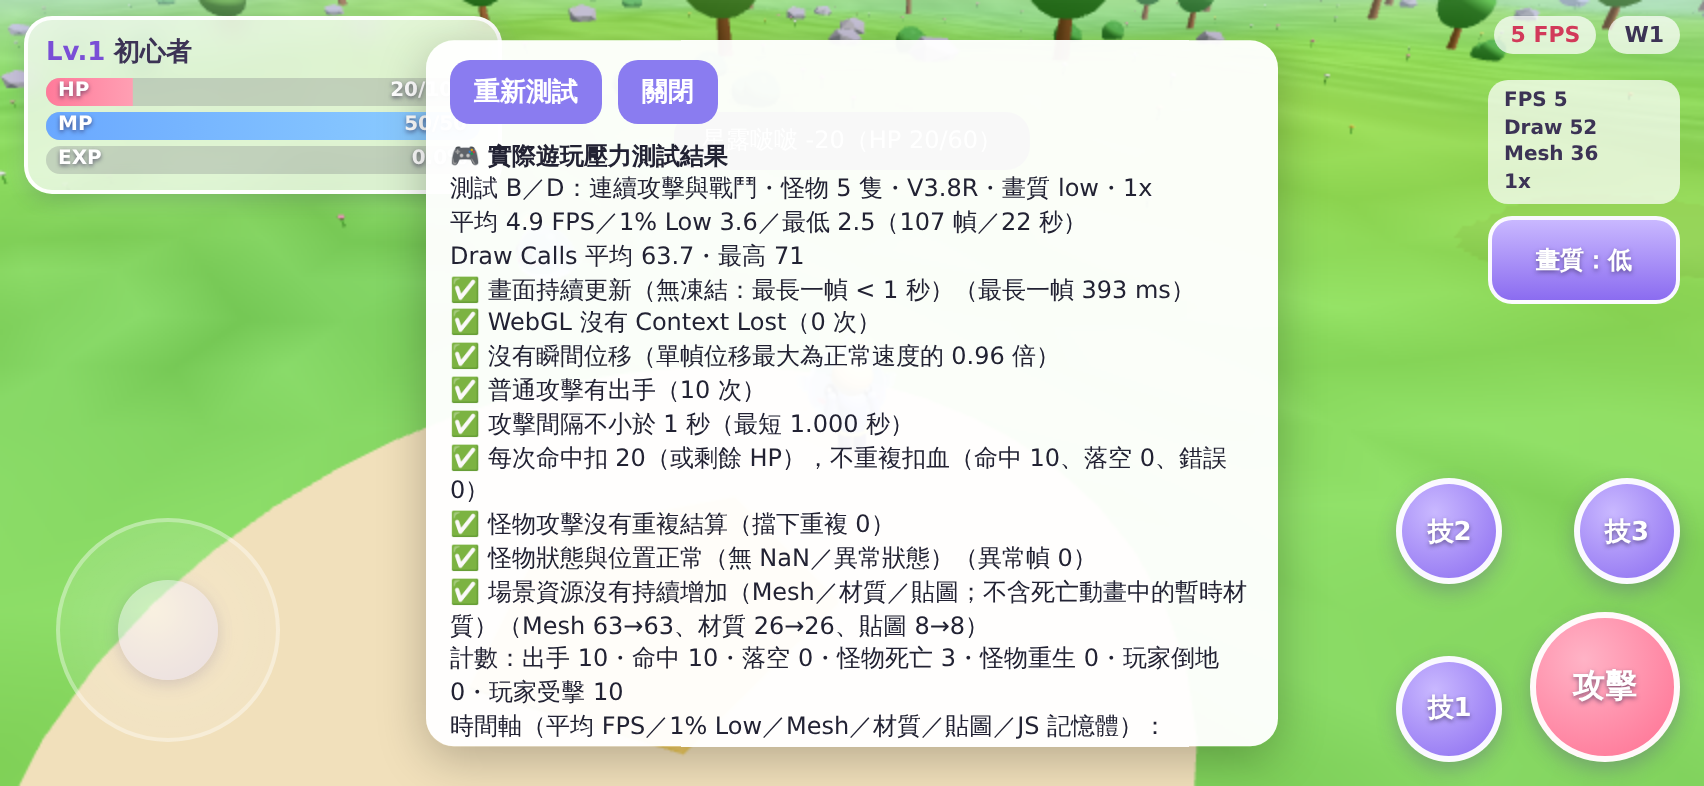 Lv.1 初心者
HP 20/
MP 50
EXP 0
5 FPS
W1
FPS 5
Draw 52
Mesh 36
1x
畫質：低
重新測試
關閉
露啵啵 -20（HP 20/60）
🎮 實際遊玩壓力測試結果
測試 B／D：連續攻擊與戰鬥・怪物 5 隻・V3.8R・畫質 low・1x
平均 4.9 FPS／1% Low 3.6／最低 2.5（107 幀／22 秒）
Draw Calls 平均 63.7・最高 71
✅ 畫面持續更新（無凍結：最長一幀 < 1 秒）（最長一幀 393 ms）
✅ WebGL 沒有 Context Lost（0 次）
✅ 沒有瞬間位移（單幀位移最大為正常速度的 0.96 倍）
✅ 普通攻擊有出手（10 次）
✅ 攻擊間隔不小於 1 秒（最短 1.000 秒）
✅ 每次命中扣 20（或剩餘 HP），不重複扣血（命中 10、落空 0、錯誤
0）
✅ 怪物攻擊沒有重複結算（擋下重複 0）
✅ 怪物狀態與位置正常（無 NaN／異常狀態）（異常幀 0）
✅ 場景資源沒有持續增加（Mesh／材質／貼圖；不含死亡動畫中的暫時材
質）（Mesh 63→63、材質 26→26、貼圖 8→8）
計數：出手 10・命中 10・落空 0・怪物死亡 3・怪物重生 0・玩家倒地
0・玩家受擊 10
時間軸（平均 FPS／1% Low／Mesh／材質／貼圖／JS 記憶體）：
技2
技3
技1
攻擊